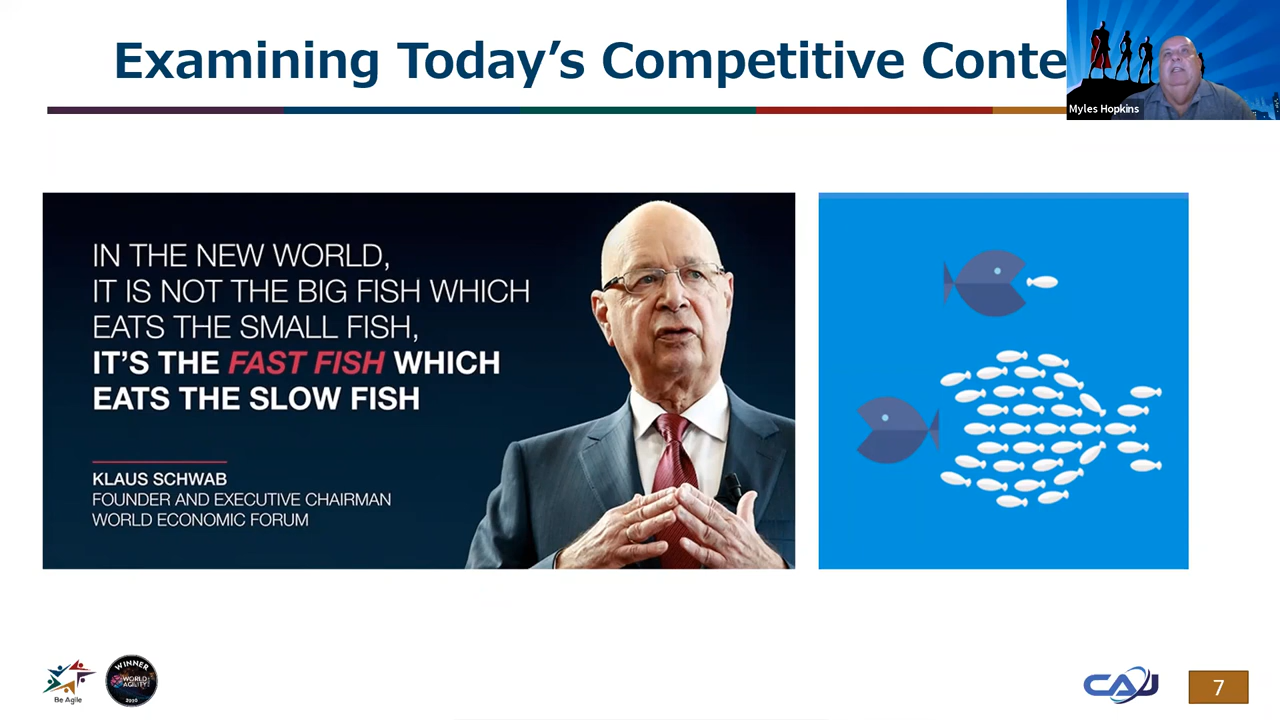 Examining Today's Competitive Conte
Myles Hopkins
IN THE NEW WORLD,
IT IS NOT THE BIG FISH WHICH
EATS THE SMALL FISH,
IT'S THE FAST FISH WHICH
EATS THE SLOW FISH
KLAUS SCHWAB
FOUNDER AND EXECUTIVE CHAIRMAN
WORLD ECONOMIC FORUM
Be Agile
WINNER
WORLD
AGILITY
2020
CAJ
7